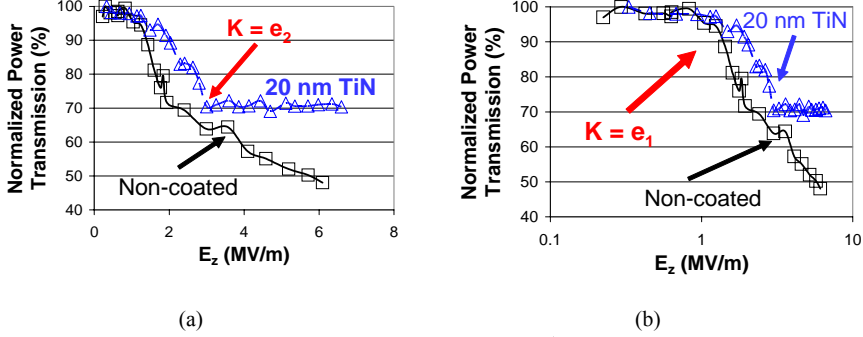 Normalized Power
Transmission (%)
100
90
80
70
60
50
40
0
2
4
6
8
K = e2
20 nm TiN
Non-coated
Ez (MV/m)
(a)
Normalized Power
Transmission (%)
100
90
80
70
60
50
40
0.1
1
10
20 nm TiN
K = e1
Non-coated
Ez (MV/m)
(b)